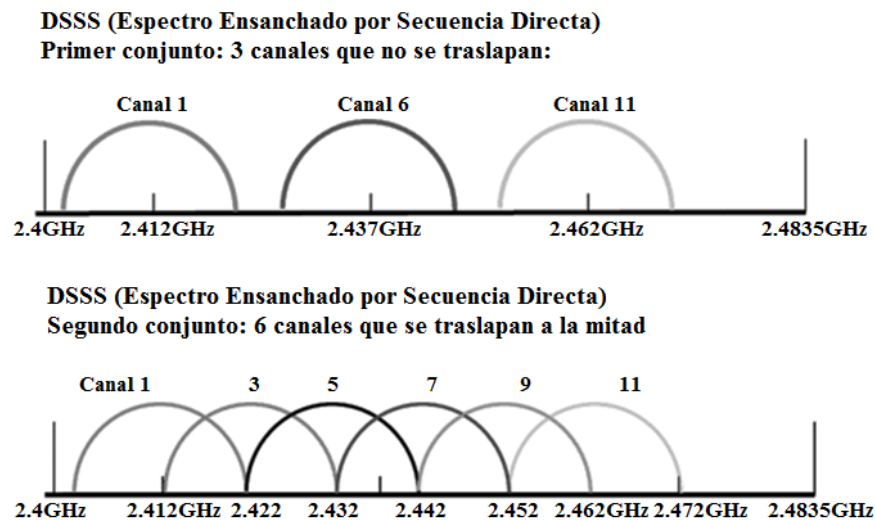 DSSS (Espectro Ensanchado por Secuencia Directa)
Primer conjunto: 3 canales que no se traslapan:
Canal 1 Canal 6 Canal 11
2.4GHz 2.412GHz 2.437GHz 2.462GHz 2.4835GHz
DSSS (Espectro Ensanchado por Secuencia Directa)
Segundo conjunto: 6 canales que se traslapan a la mitad
Canal 1 3 5 7 9 11
2.4GHz 2.412GHz 2.422 2.432 2.442 2.452 2.462GHz 2.472GHz 2.4835GHz